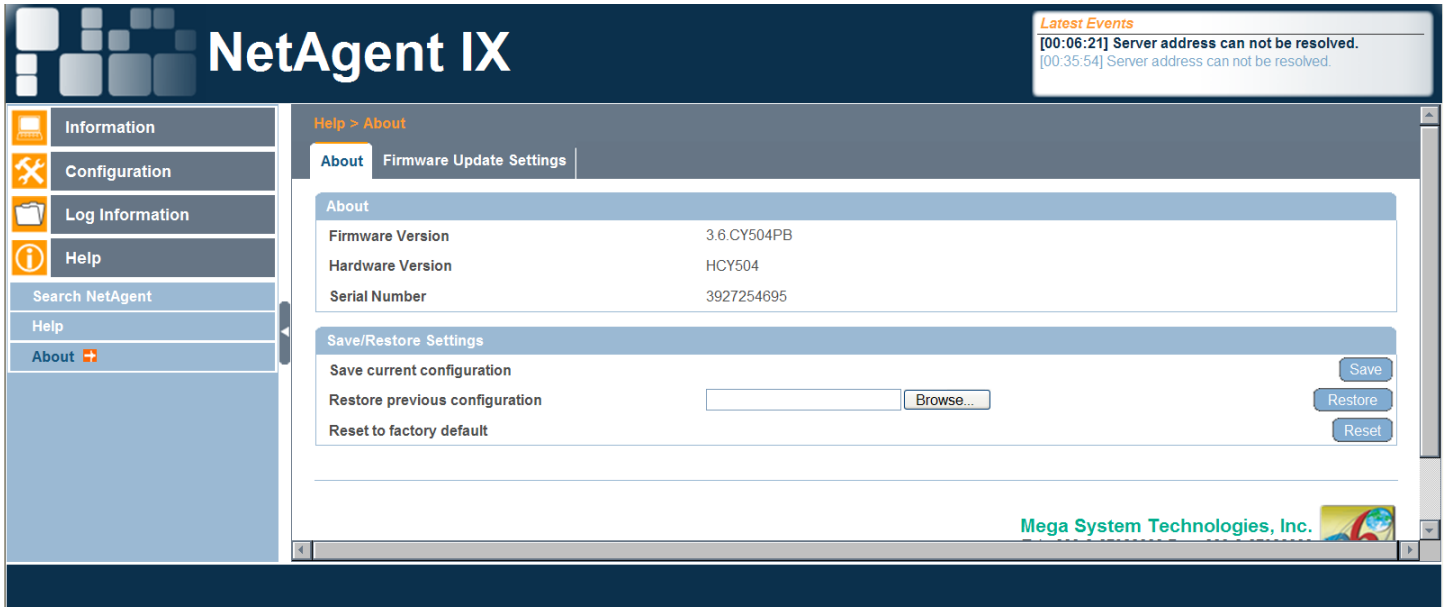 NetAgent IX
Latest Events
[00:06:21] Server address can not be resolved.
[00:35:54] Server address can not be resolved.
Information
Configuration
Log Information
Help
Search NetAgent
Help
About
Help > About
About Firmware Update Settings
About
Firmware Version 3.6.CY504PB
Hardware Version HCY504
Serial Number 3927254695
Save/Restore Settings
Save current configuration Save
Restore previous configuration Browse... Restore
Reset to factory default Reset
Mega System Technologies, Inc.